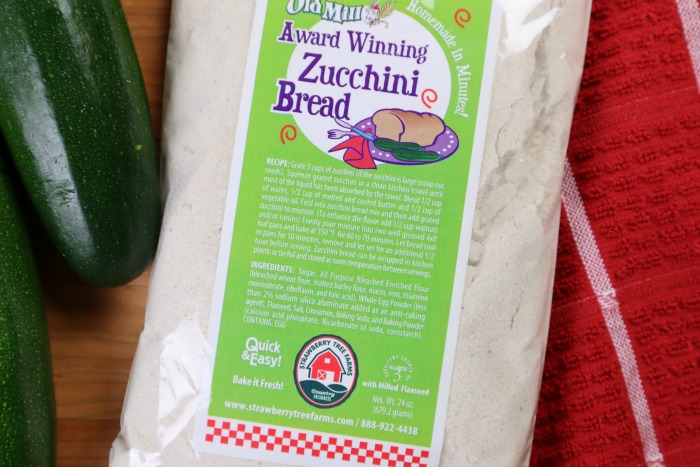 Old Mill
Homemade in Minutes!
Award Winning
Zucchini
Bread
RECIPE: Grate 3 cups of zucchini (if the zucchini is large scoop out
seeds). Squeeze grated zucchini in a clean kitchen towel until
most of the liquid has been absorbed by the towel. Blend 1/2 cup
of water, 1/2 cup of melted and cooled butter and 1/2 cup of
vegetable oil. Fold into zucchini bread mix and then add grated
zucchini to mixture. (To enhance the flavor add 1/2 cup walnuts
and/or raisins) Evenly pour mixture into two well greased 4x8
loaf pans and bake at 350°F for 60 to 70 minutes. Let bread cool
in pans for 10 minutes, remove and let set for an additional 1/2
hour before serving. Zucchini bread can be wrapped in kitchen
plastic or tin foil and stored at room temperature between servings.
INGREDIENTS: Sugar, All Purpose Bleached Enriched Flour
(bleached wheat flour, malted barley flour, niacin, iron, thiamine
mononitrate, riboflavin, and folic acid), Whole Egg Powder (less
than 2% sodium silico aluminate added as an anti-caking
agent), Flaxseed, Salt, Cinnamon, Baking Soda, and Baking Powder
(calcium acid phosphate, Bicarbonate of soda, cornstarch).
CONTAINS: EGG
Quick
& Easy!
Bake it Fresh!
STRAWBERRY TREE FARMS
Country
FRESHNESS
omega
3
with Milled Flaxseed
Net. Wt. 24 oz.
(679.2 grams)
www.strawberrytreefarms.com / 888-922-4438